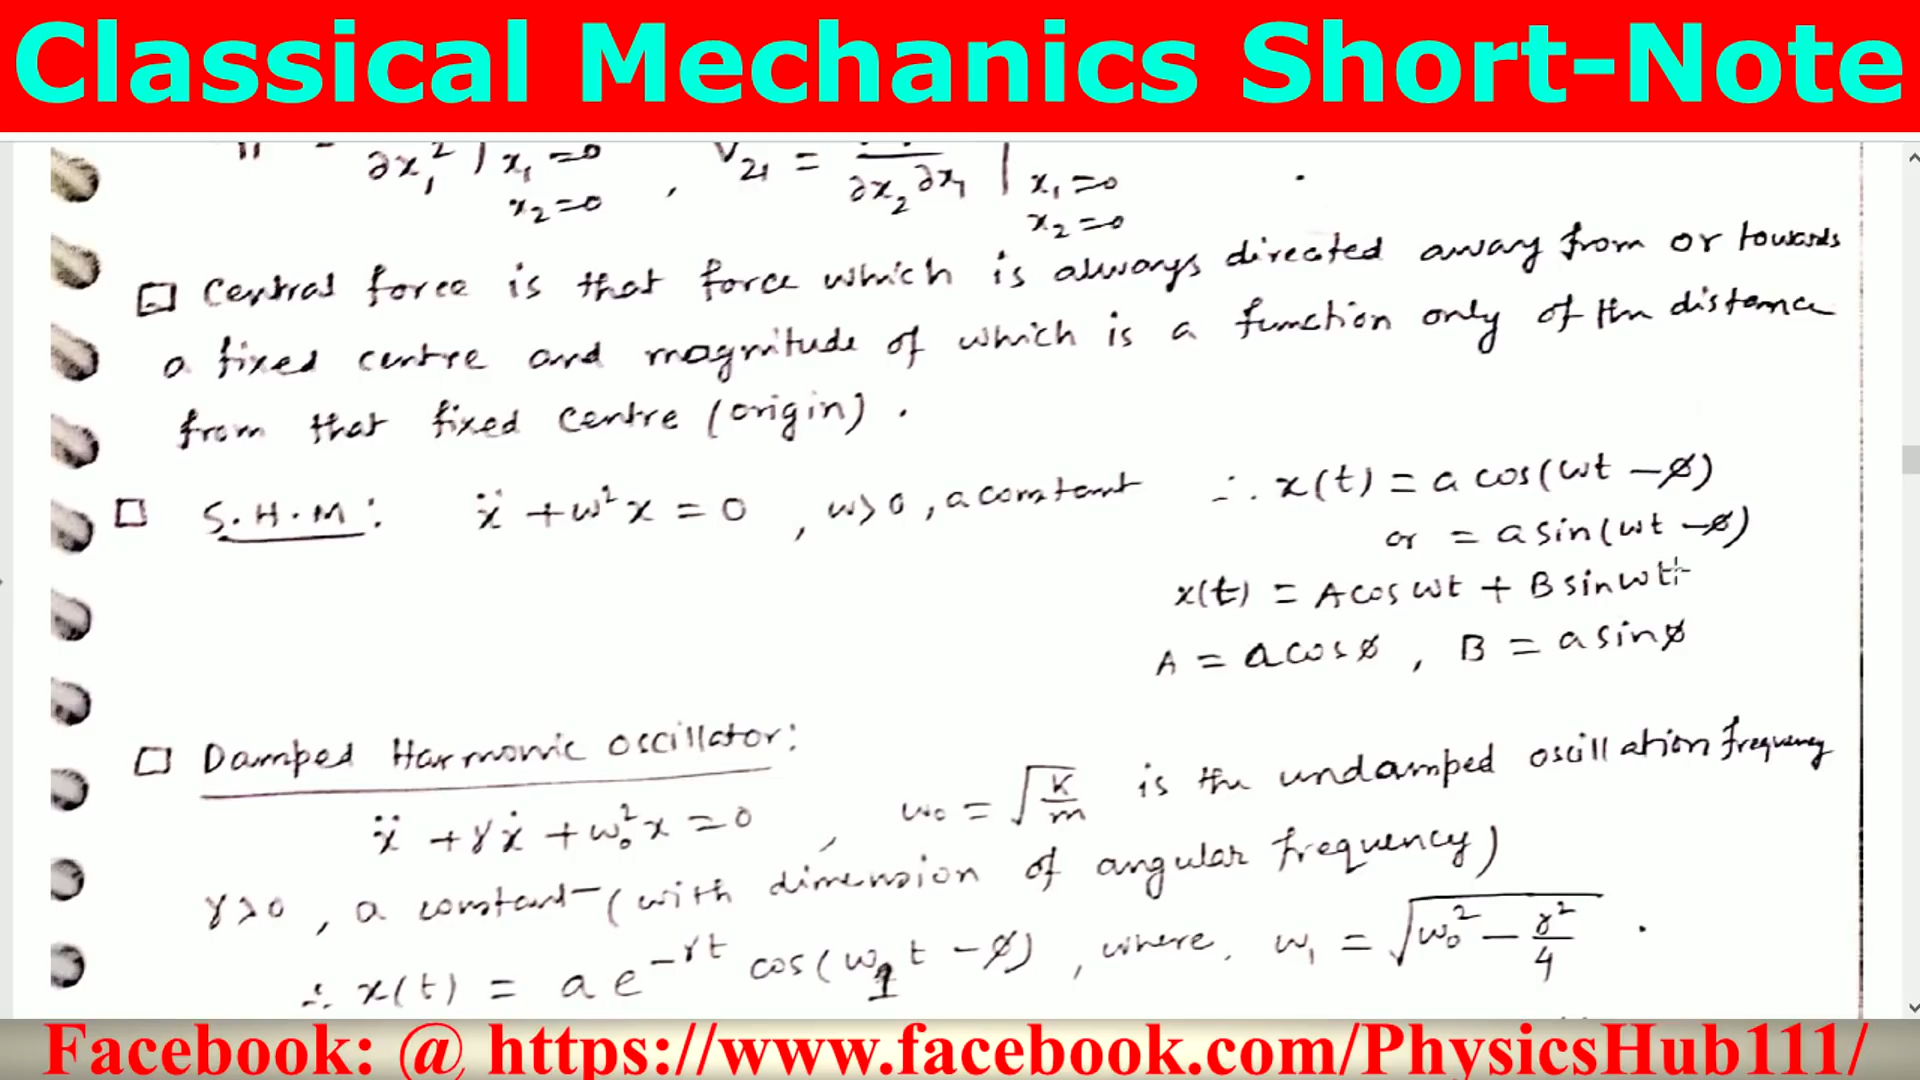 Classical Mechanics Short-Note
∂x₁² | x₁=0 , V₂₁ = ∂x₂ ∂x₁ | x₁=0 .
x₂=0 x₂=0
□ Central force is that force which is always directed away from or towards
a fixed centre and magnitude of which is a function only of the distance
from that fixed centre (origin) .
□ S.H.M : ẍ + ω²x = 0 , ω>0 , a constant ∴ x(t) = a cos(ωt − ø)
or = a sin(ωt − ø)
x(t) = A cos ωt + B sin ωt
A = a cos ø , B = a sin ø
□ Damped Harmonic oscillator :
ẍ + γẋ + ω₀²x = 0 , ω₀ = √(k/m) is the undamped oscillation frequency
γ>0 , a constant (with dimension of angular frequency)
∴ x(t) = a e^{−γt} cos(ω₁t − ø) , where, ω₁ = √(ω₀² − γ²/4) .
Facebook: @ https://www.facebook.com/PhysicsHub111/